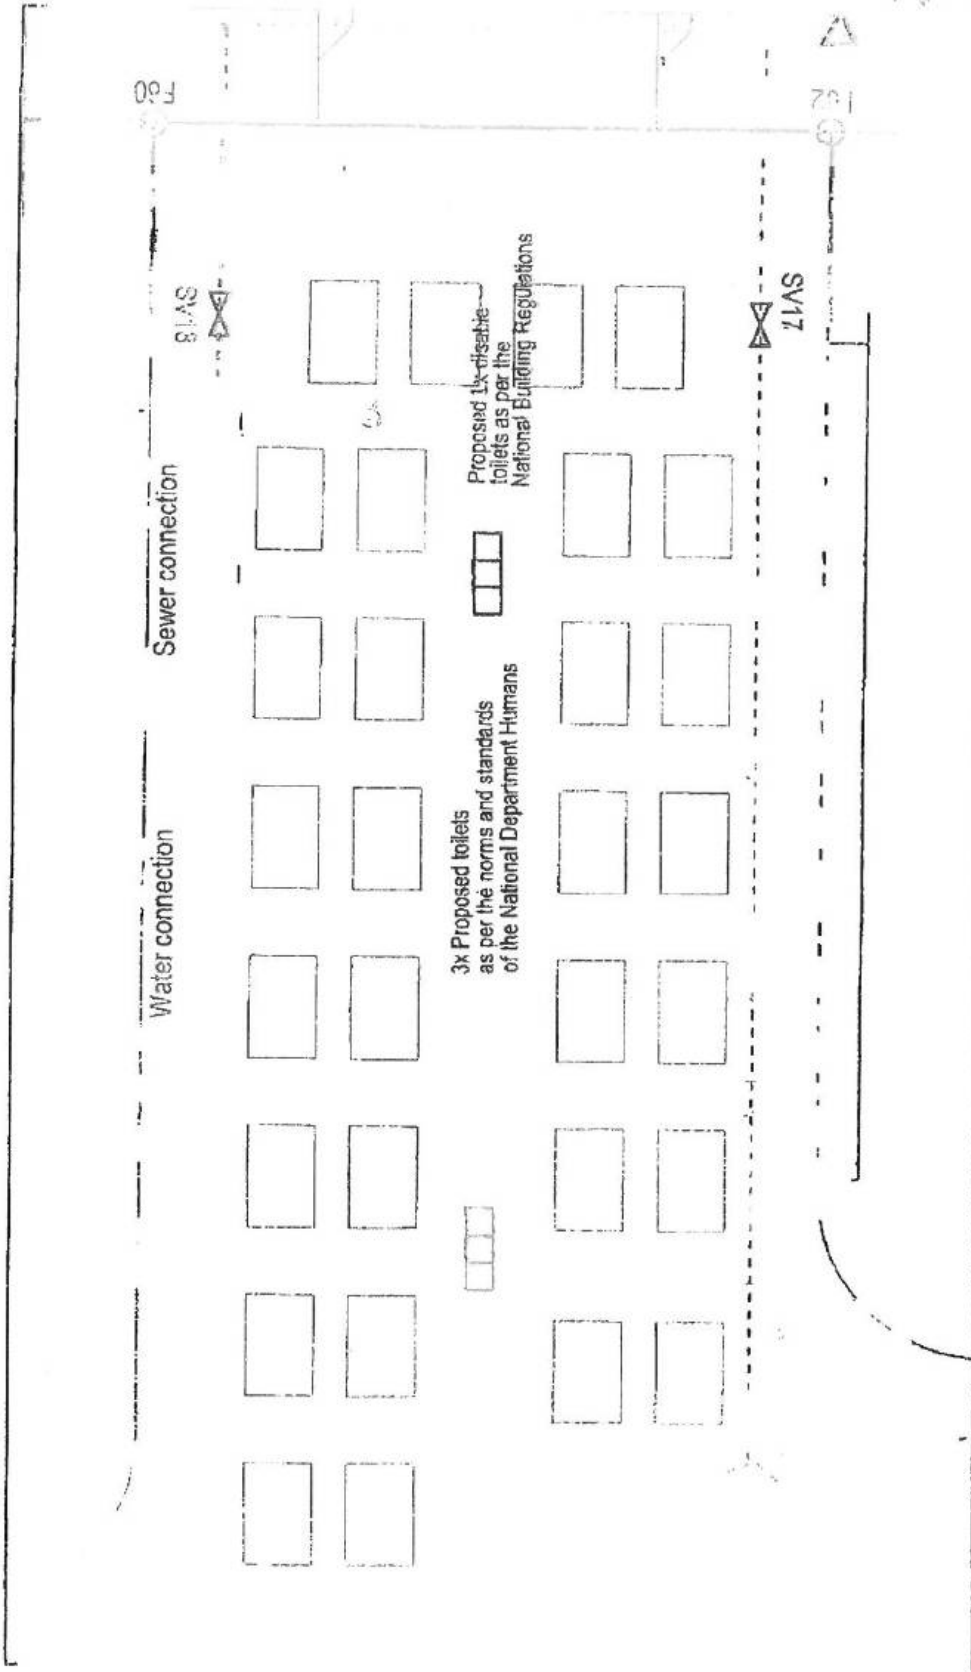 F60
SV18
SV17
Sewer connection
Water connection
Proposed 1x disable
toilets as per the
National Building Regulations
3x Proposed toilets
as per the norms and standards
of the National Department Humans